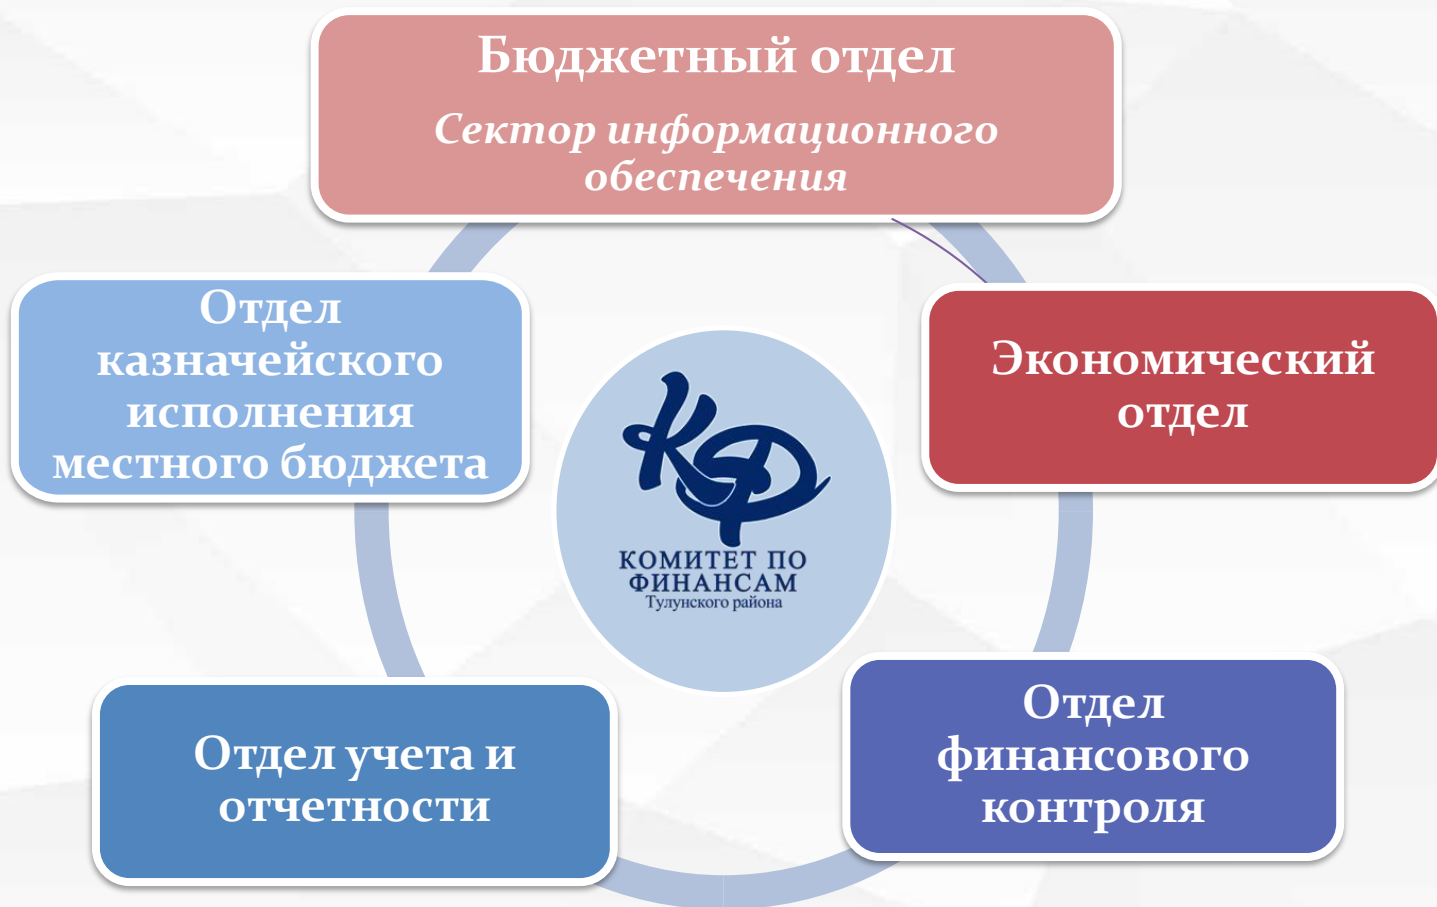 Бюджетный отдел
Сектор информационного
обеспечения
Отдел
казначейского
исполнения
местного бюджета
Экономический
отдел
КФ
КОМИТЕТ ПО
ФИНАНСАМ
Тулунского района
Отдел учета и
отчетности
Отдел
финансового
контроля